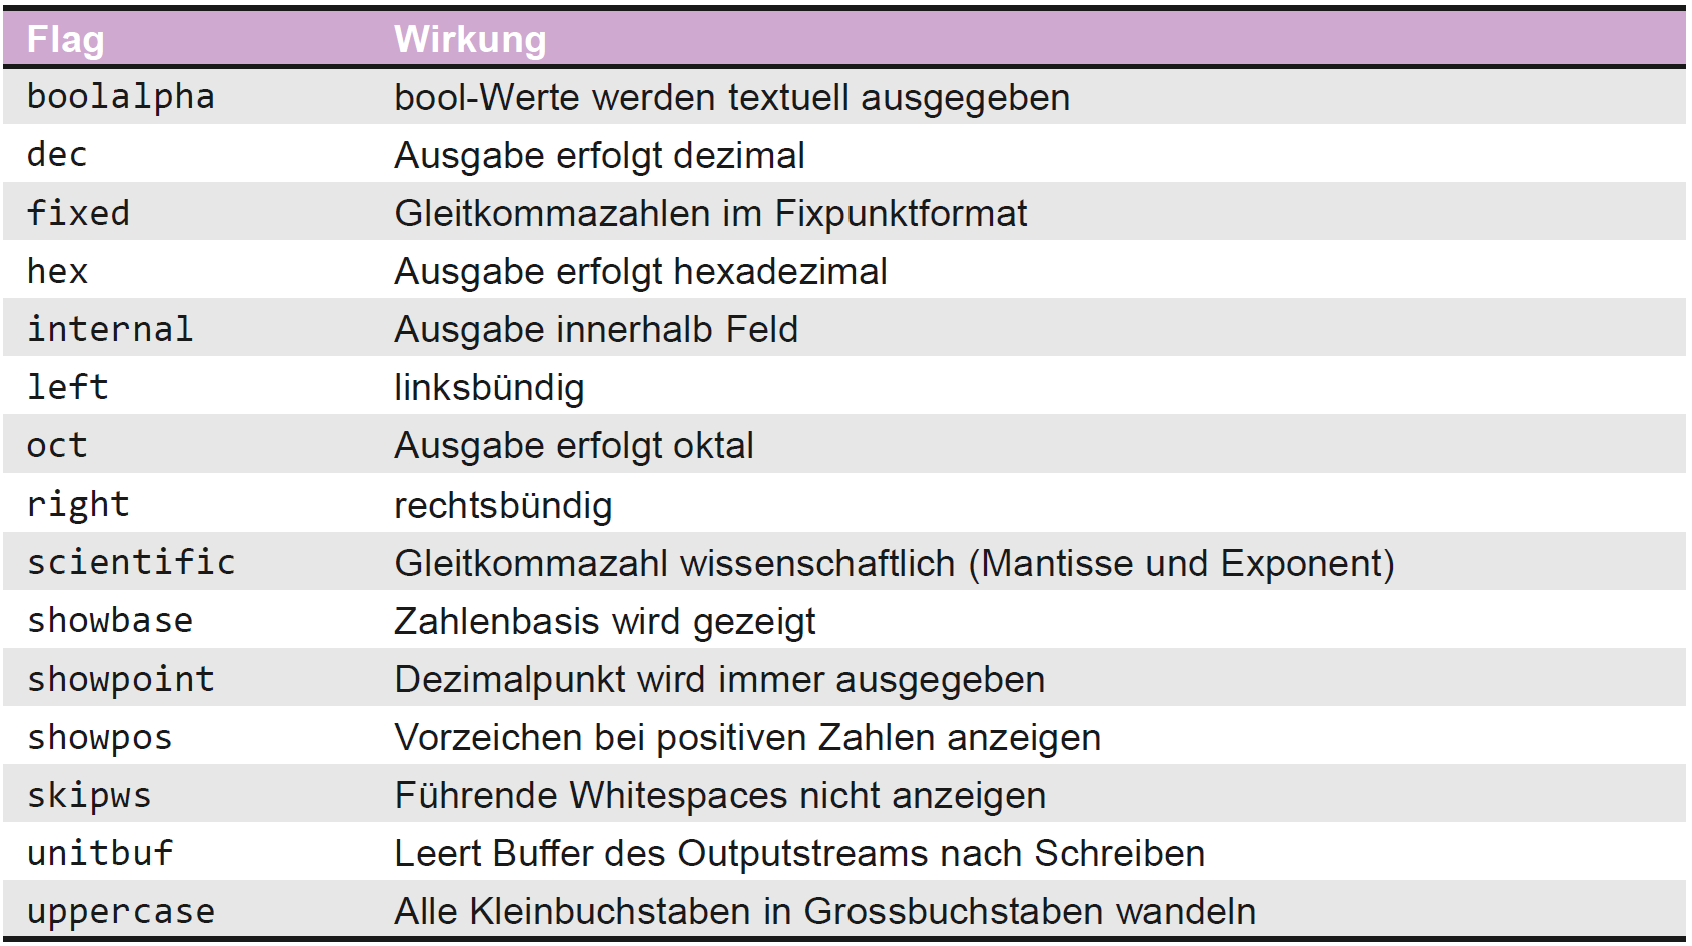 Flag Wirkung
boolalpha bool-Werte werden textuell ausgegeben
dec Ausgabe erfolgt dezimal
fixed Gleitkommazahlen im Fixpunktformat
hex Ausgabe erfolgt hexadezimal
internal Ausgabe innerhalb Feld
left linksbündig
oct Ausgabe erfolgt oktal
right rechtsbündig
scientific Gleitkommazahl wissenschaftlich (Mantisse und Exponent)
showbase Zahlenbasis wird gezeigt
showpoint Dezimalpunkt wird immer ausgegeben
showpos Vorzeichen bei positiven Zahlen anzeigen
skipws Führende Whitespaces nicht anzeigen
unitbuf Leert Buffer des Outputstreams nach Schreiben
uppercase Alle Kleinbuchstaben in Grossbuchstaben wandeln